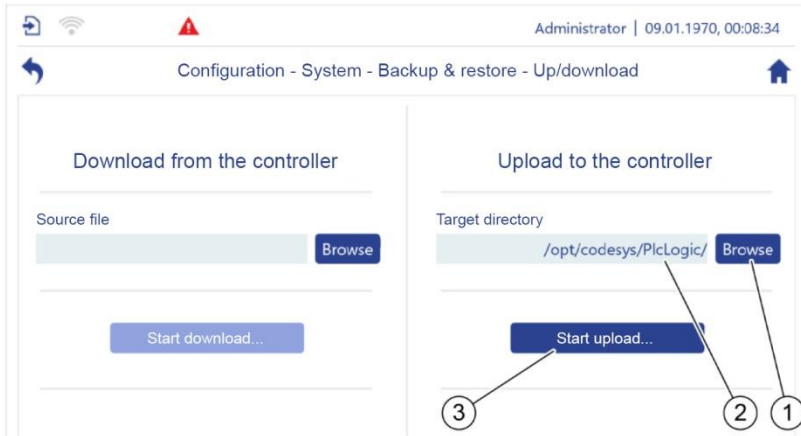 Administrator | 09.01.1970, 00:08:34
Configuration - System - Backup & restore - Up/download
Download from the controller
Source file
Browse
Start download...
Upload to the controller
Target directory
/opt/codesys/PlcLogic/ Browse
Start upload...
3 2 1